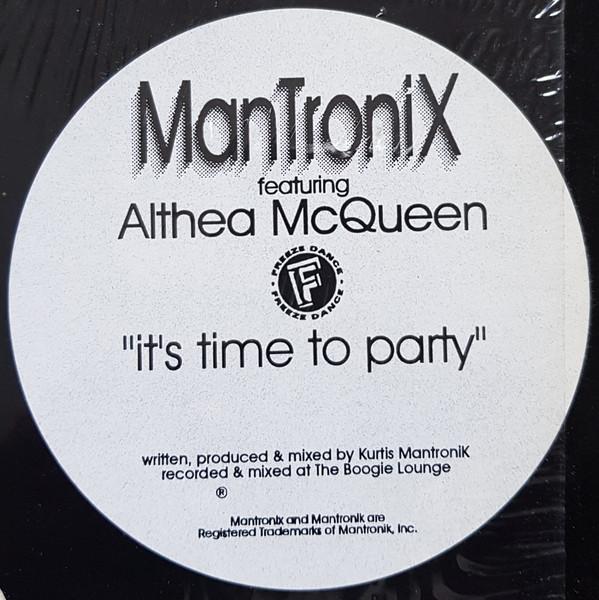 ManTroniX
featuring
Althea McQueen
• FREEZE DANCE •
F
FREEZE DANCE
"it's time to party"
written, produced & mixed by Kurtis MantroniK
recorded & mixed at The Boogie Lounge
®
Mantronix and Mantronik are
Registered Trademarks of Mantronik, Inc.